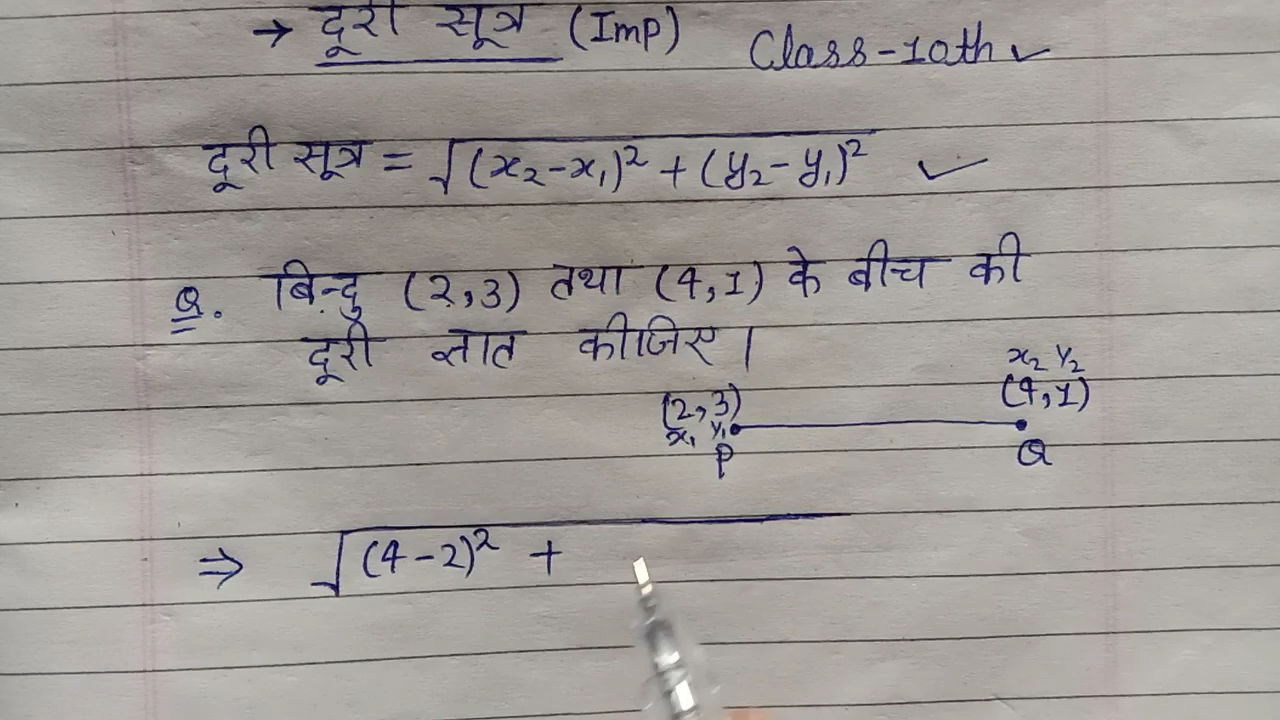 → दूरी सूत्र (Imp) Class-10th ✓
दूरी सूत्र = √(x₂-x₁)² + (y₂-y₁)² ✓
Q. बिन्दु (2,3) तथा (4,1) के बीच की
दूरी ज्ञात कीजिए।
x₂ y₂
(2,3) (4,1)
x₁ y₁
P Q
⇒ √(4-2)² +